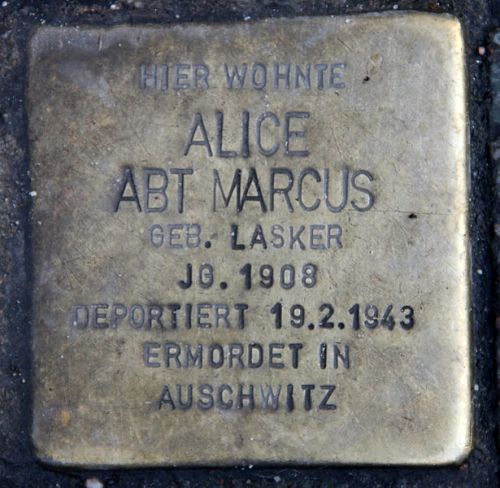 HIER WOHNTE
ALICE
ABT MARCUS
GEB. LASKER
JG. 1908
DEPORTIERT 19.2.1943
ERMORDET IN
AUSCHWITZ